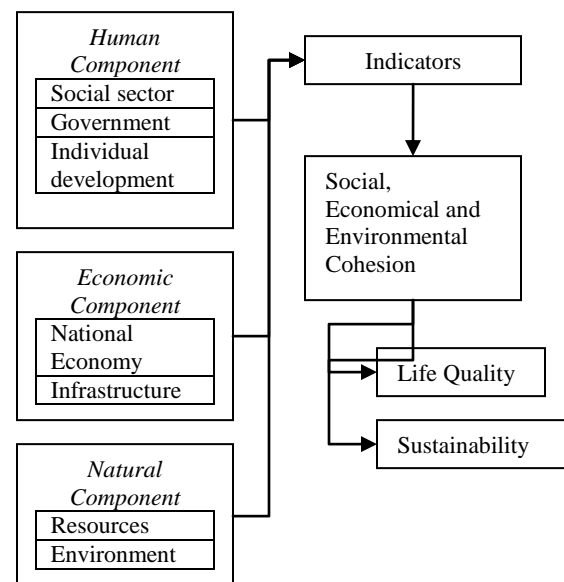 Human
Component
Social sector
Government
Individual
development
Economic
Component
National
Economy
Infrastructure
Natural
Component
Resources
Environment
Indicators
Social,
Economical and
Environmental
Cohesion
Life Quality
Sustainability